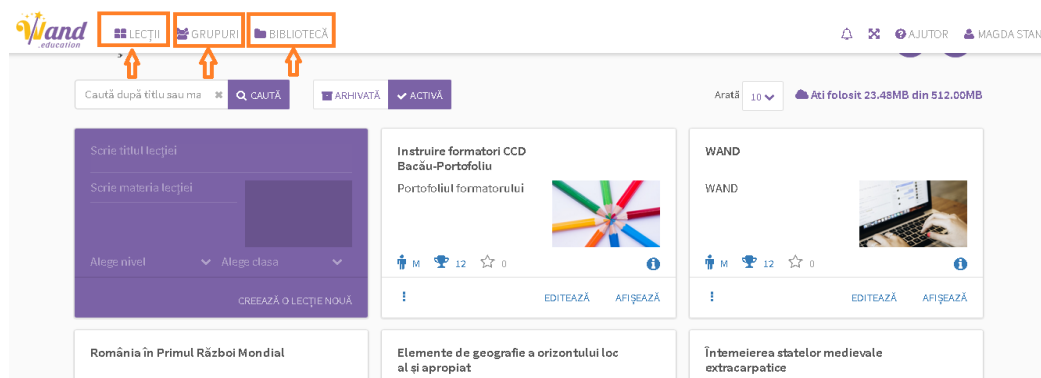 Wand
.education
LECȚII
GRUPURI
BIBLIOTECĂ
AJUTOR
MAGDA STAN
Caută după titlu sau ma
CAUTĂ
ARHIVATĂ
ACTIVĂ
Arată
10
Ati folosit 23.48MB din 512.00MB
Scrie titlul lecției
Scrie materia lecției
Alege nivel
Alege clasa
CREEAZĂ O LECȚIE NOUĂ
Instruire formatori CCD
Bacău-Portofoliu
Portofoliul formatorului
M
12
0
EDITEAZĂ
AFIȘEAZĂ
WAND
WAND
M
12
0
EDITEAZĂ
AFIȘEAZĂ
România în Primul Război Mondial
Elemente de geografie a orizontului loc
al și apropiat
Întemeierea statelor medievale
extracarpatice